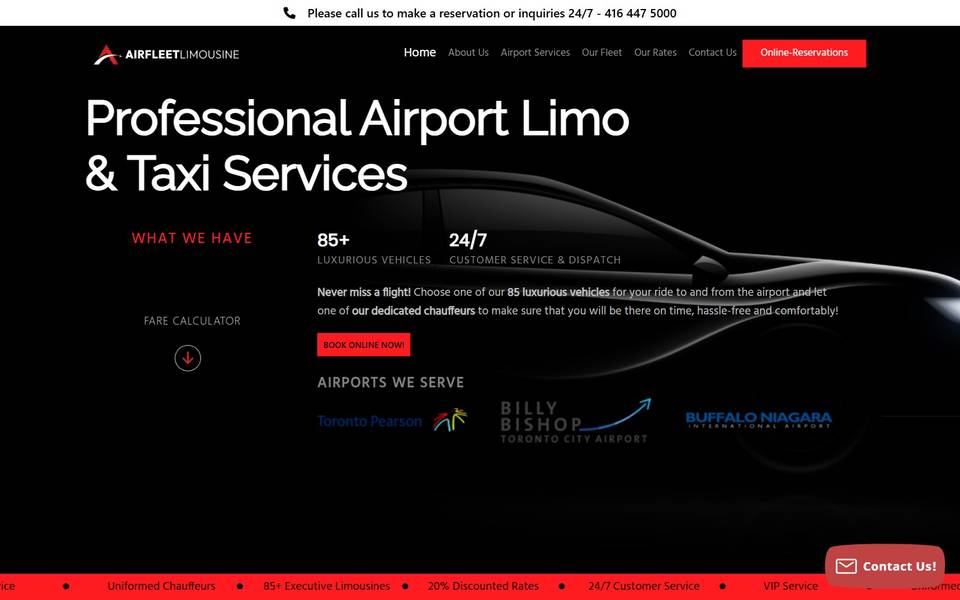 Please call us to make a reservation or inquiries 24/7 - 416 447 5000
AIRFLEETLIMOUSINE
Home About Us Airport Services Our Fleet Our Rates Contact Us Online-Reservations
Professional Airport Limo
& Taxi Services
WHAT WE HAVE
85+ 24/7
LUXURIOUS VEHICLES CUSTOMER SERVICE & DISPATCH
Never miss a flight! Choose one of our 85 luxurious vehicles for your ride to and from the airport and let
one of our dedicated chauffeurs to make sure that you will be there on time, hassle-free and comfortably!
FARE CALCULATOR
BOOK ONLINE NOW!
AIRPORTS WE SERVE
Toronto Pearson
BILLY
BISHOP
TORONTO CITY AIRPORT
BUFFALO NIAGARA
INTERNATIONAL AIRPORT
Contact Us!
Uniformed Chauffeurs 85+ Executive Limousines 20% Discounted Rates 24/7 Customer Service VIP Service